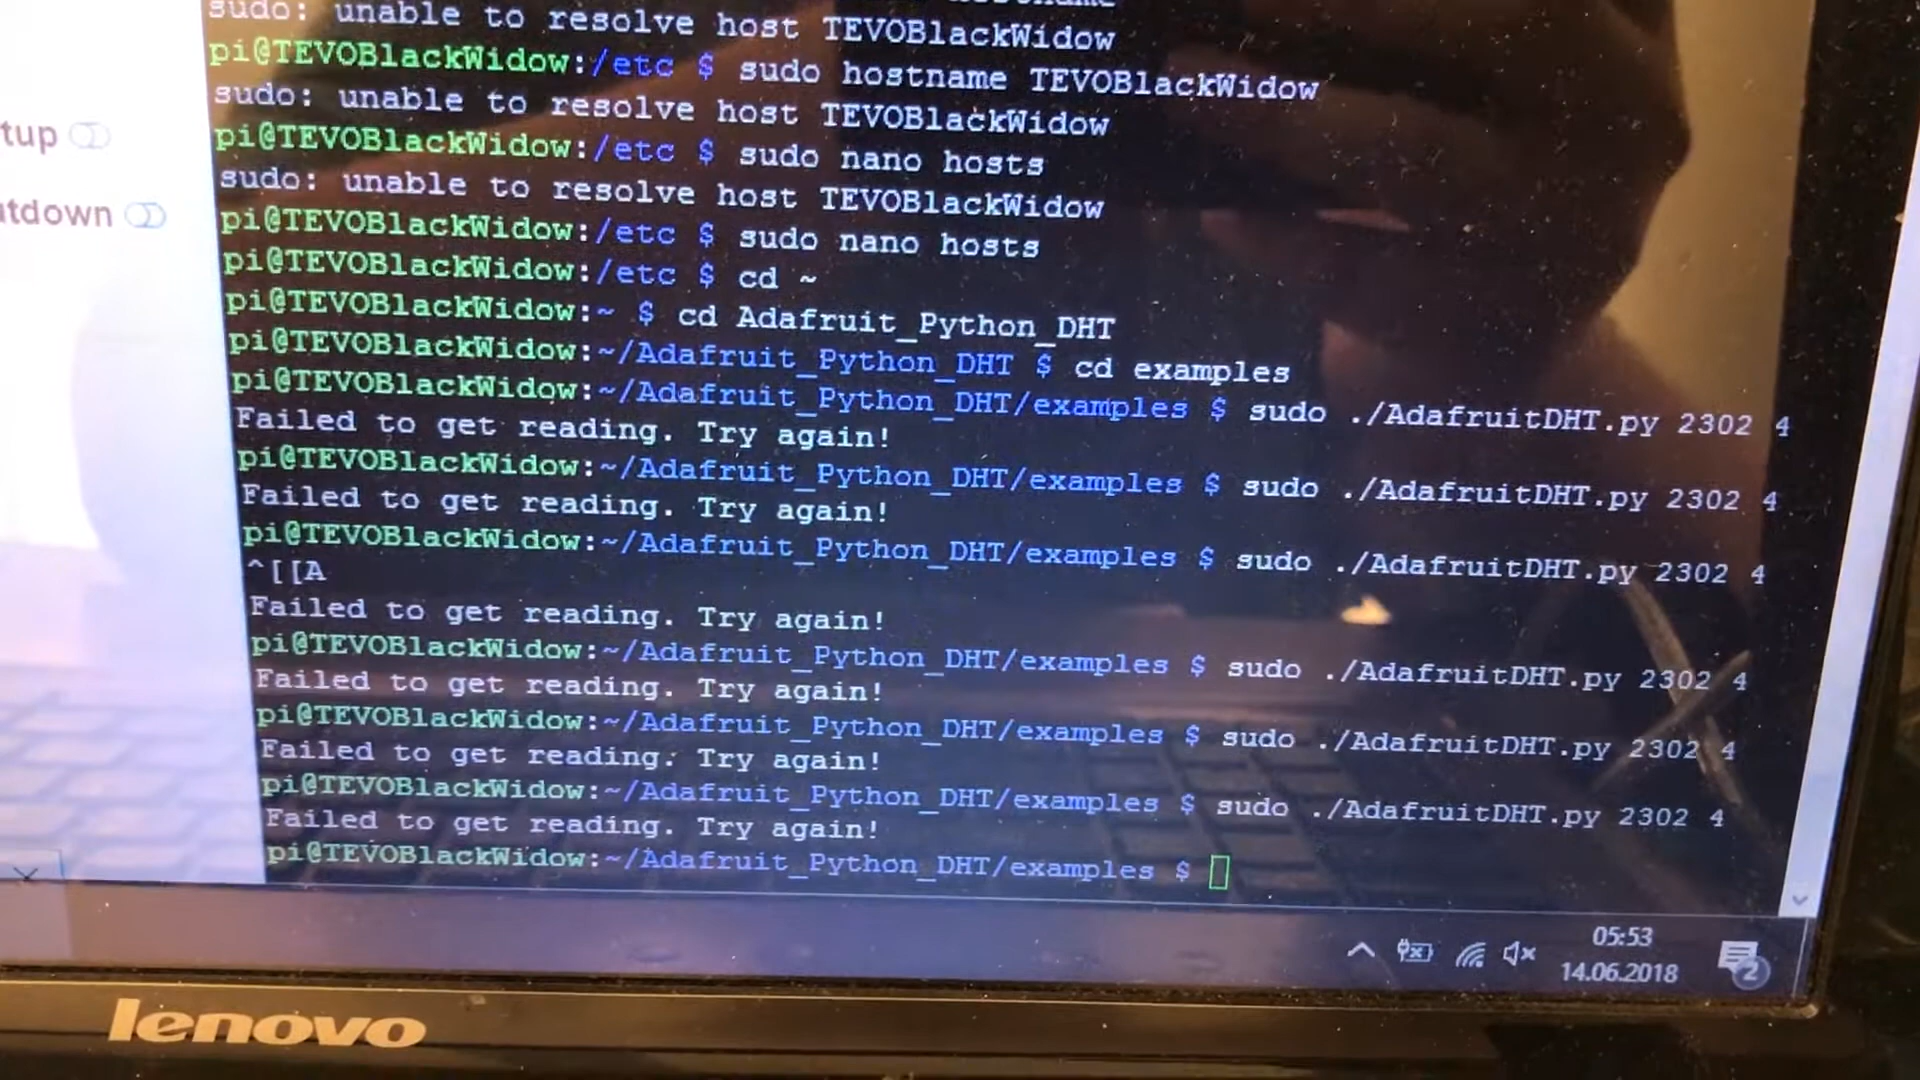 sudo: unable to resolve host TEVOBlackWidow
pi@TEVOBlackWidow:/etc $ sudo hostname TEVOBlackWidow
sudo: unable to resolve host TEVOBlackWidow
pi@TEVOBlackWidow:/etc $ sudo nano hosts
sudo: unable to resolve host TEVOBlackWidow
pi@TEVOBlackWidow:/etc $ sudo nano hosts
pi@TEVOBlackWidow:/etc $ cd ~
pi@TEVOBlackWidow:~ $ cd Adafruit_Python_DHT
pi@TEVOBlackWidow:~/Adafruit_Python_DHT $ cd examples
pi@TEVOBlackWidow:~/Adafruit_Python_DHT/examples $ sudo ./AdafruitDHT.py 2302 4
Failed to get reading. Try again!
pi@TEVOBlackWidow:~/Adafruit_Python_DHT/examples $ sudo ./AdafruitDHT.py 2302 4
Failed to get reading. Try again!
pi@TEVOBlackWidow:~/Adafruit_Python_DHT/examples $ sudo ./AdafruitDHT.py 2302 4
^[[A
Failed to get reading. Try again!
pi@TEVOBlackWidow:~/Adafruit_Python_DHT/examples $ sudo ./AdafruitDHT.py 2302 4
Failed to get reading. Try again!
pi@TEVOBlackWidow:~/Adafruit_Python_DHT/examples $ sudo ./AdafruitDHT.py 2302 4
Failed to get reading. Try again!
pi@TEVOBlackWidow:~/Adafruit_Python_DHT/examples $ sudo ./AdafruitDHT.py 2302 4
Failed to get reading. Try again!
pi@TEVOBlackWidow:~/Adafruit_Python_DHT/examples $
tup
tdown
05:53
14.06.2018
2
lenovo